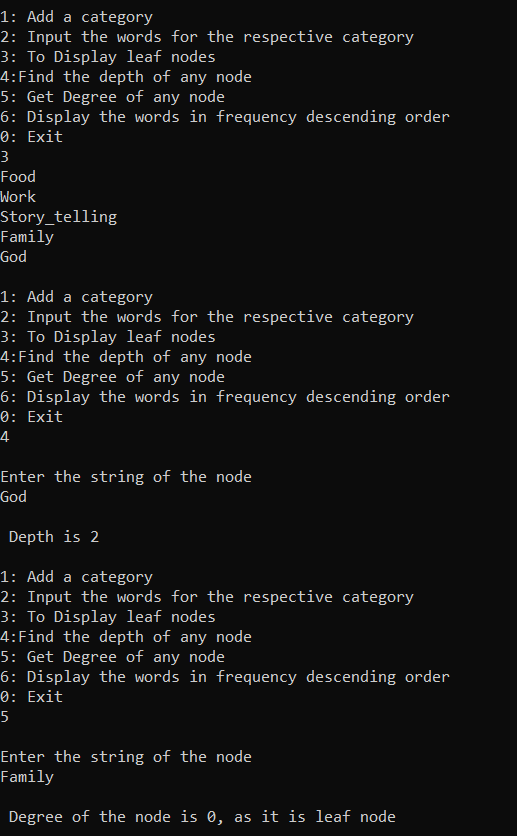 1: Add a category
2: Input the words for the respective category
3: To Display leaf nodes
4:Find the depth of any node
5: Get Degree of any node
6: Display the words in frequency descending order
0: Exit
3
Food
Work
Story_telling
Family
God
1: Add a category
2: Input the words for the respective category
3: To Display leaf nodes
4:Find the depth of any node
5: Get Degree of any node
6: Display the words in frequency descending order
0: Exit
4
Enter the string of the node
God
Depth is 2
1: Add a category
2: Input the words for the respective category
3: To Display leaf nodes
4:Find the depth of any node
5: Get Degree of any node
6: Display the words in frequency descending order
0: Exit
5
Enter the string of the node
Family
Degree of the node is 0, as it is leaf node